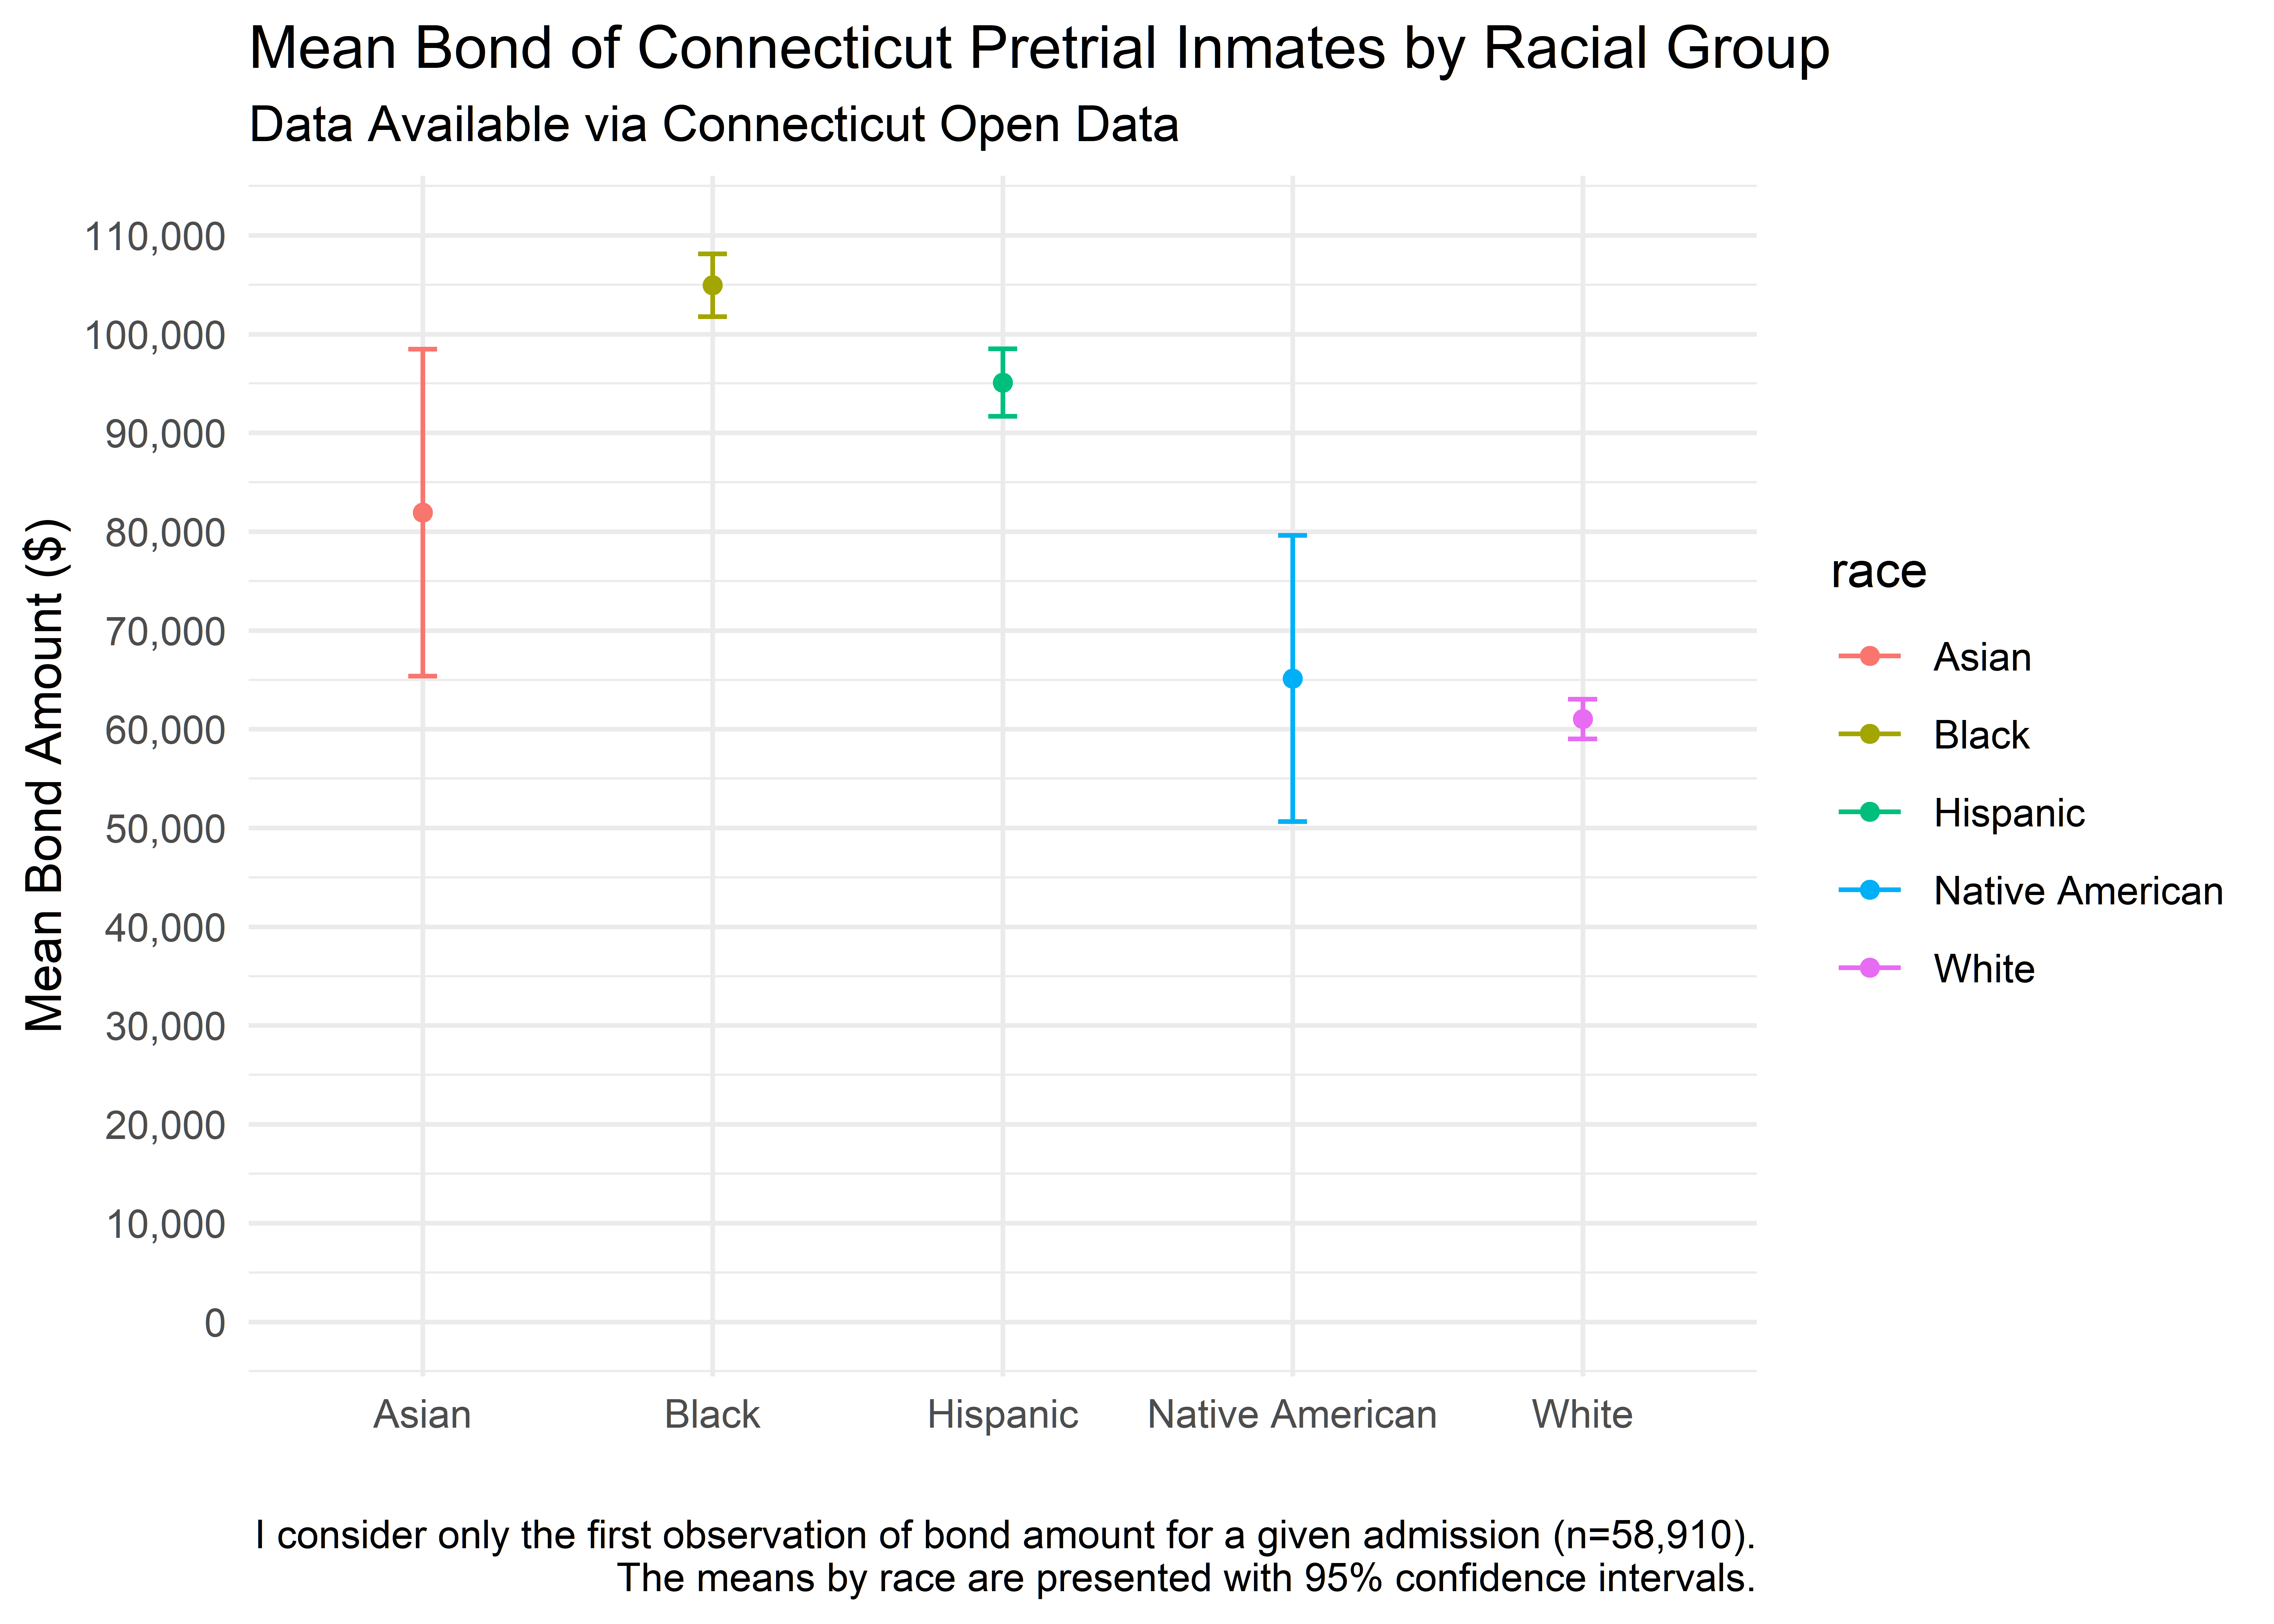 Mean Bond of Connecticut Pretrial Inmates by Racial Group
Data Available via Connecticut Open Data
Mean Bond Amount ($)
110,000
100,000
90,000
80,000
70,000
60,000
50,000
40,000
30,000
20,000
10,000
0
Asian
Black
Hispanic
Native American
White
race
Asian
Black
Hispanic
Native American
White
I consider only the first observation of bond amount for a given admission (n=58,910).
The means by race are presented with 95% confidence intervals.